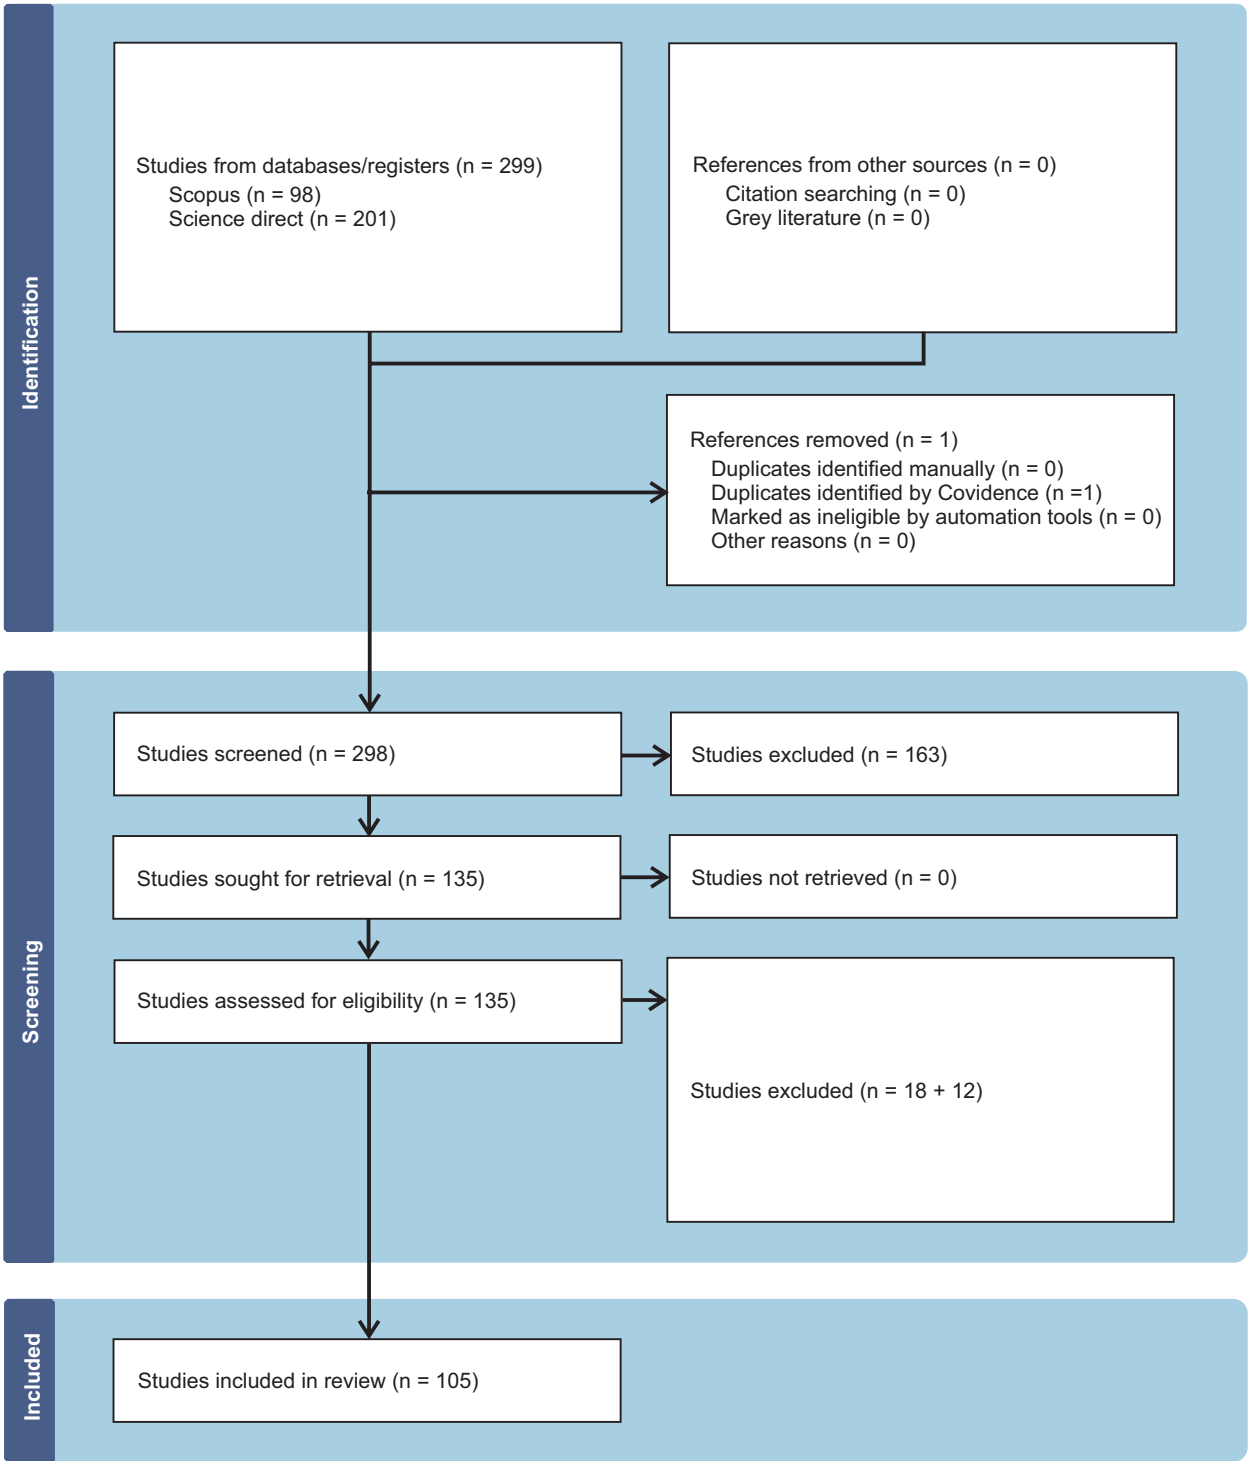 Identification
Studies from databases/registers (n = 299)
Scopus (n = 98)
Science direct (n = 201)
References from other sources (n = 0)
Citation searching (n = 0)
Grey literature (n = 0)
References removed (n = 1)
Duplicates identified manually (n = 0)
Duplicates identified by Covidence (n =1)
Marked as ineligible by automation tools (n = 0)
Other reasons (n = 0)
Screening
Studies screened (n = 298)
Studies excluded (n = 163)
Studies sought for retrieval (n = 135)
Studies not retrieved (n = 0)
Studies assessed for eligibility (n = 135)
Studies excluded (n = 18 + 12)
Included
Studies included in review (n = 105)